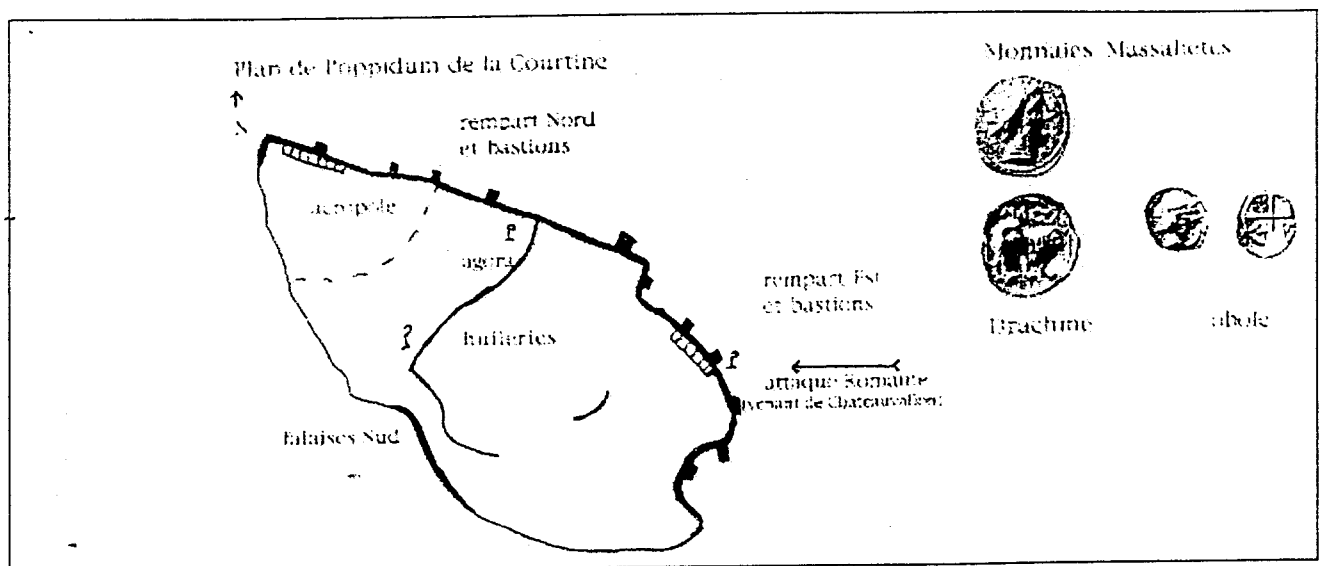 Plan de l'oppidum de la Courtine
N
rempart Nord
et bastions
acropole
agora
huileries
falaises Sud
rempart Est
et bastions
attaque Romaine
(venant de Chateauvallon)
Monnaies Massaliètes
Drachme
obole